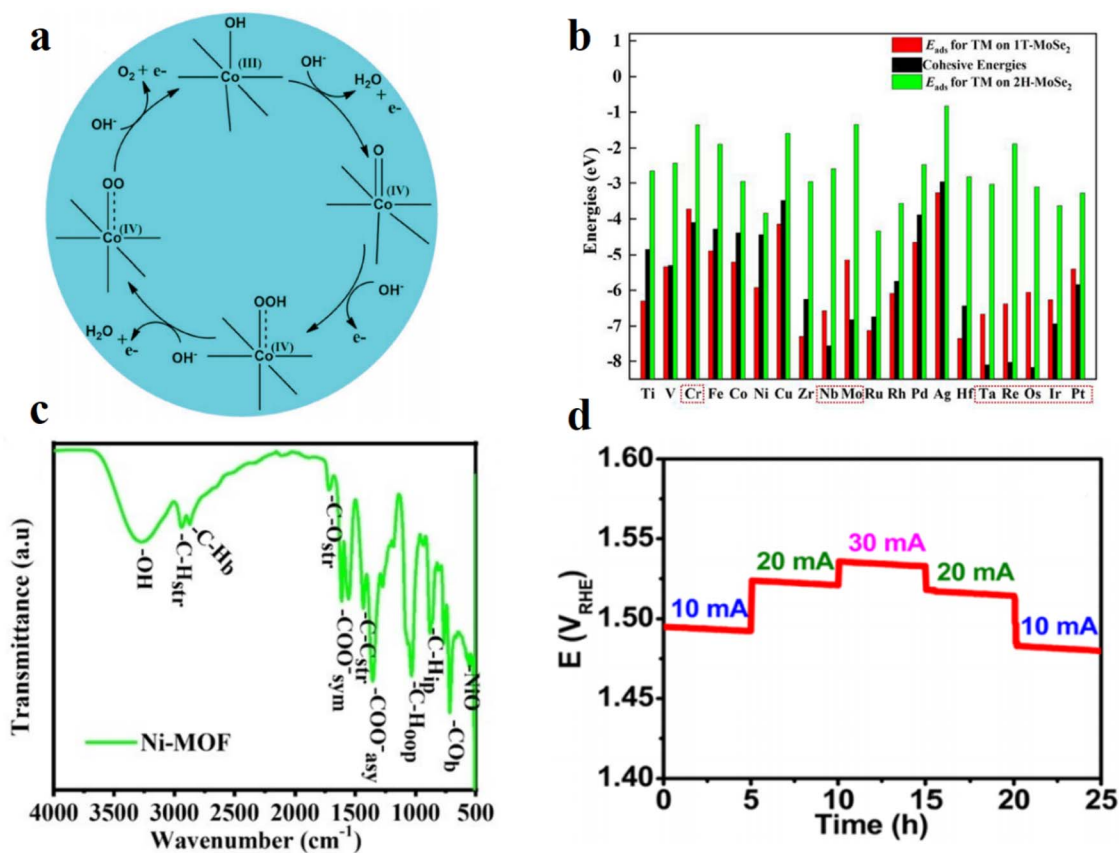 a
OH
(III)
Co
O₂ + e-
OH⁻
H₂O
+
e-
OH⁻
OO
(IV)
Co
O
(IV)
Co
OOH
(IV)
Co
OH⁻
e-
H₂O
+ e-
OH⁻
b
Eads for TM on 1T-MoSe₂
Cohesive Energies
Eads for TM on 2H-MoSe₂
Energies (eV)
1
0
-1
-2
-3
-4
-5
-6
-7
-8
Ti V Cr Fe Co Ni Cu Zr Nb Mo Ru Rh Pd Ag Hf Ta Re Os Ir Pt
c
Transmittance (a.u)
-OH
-C-Hstr
-C-Hb
-C-Ostr
-COO⁻sym
-C-Cstr
-COO⁻asy
-C-Hoop
-C-Hip
-COb
-NiO
Ni-MOF
4000 3500 3000 2500 2000 1500 1000 500
Wavenumber (cm⁻¹)
d
E (VRHE)
1.60
1.55
1.50
1.45
1.40
10 mA
20 mA
30 mA
20 mA
10 mA
0 5 10 15 20 25
Time (h)